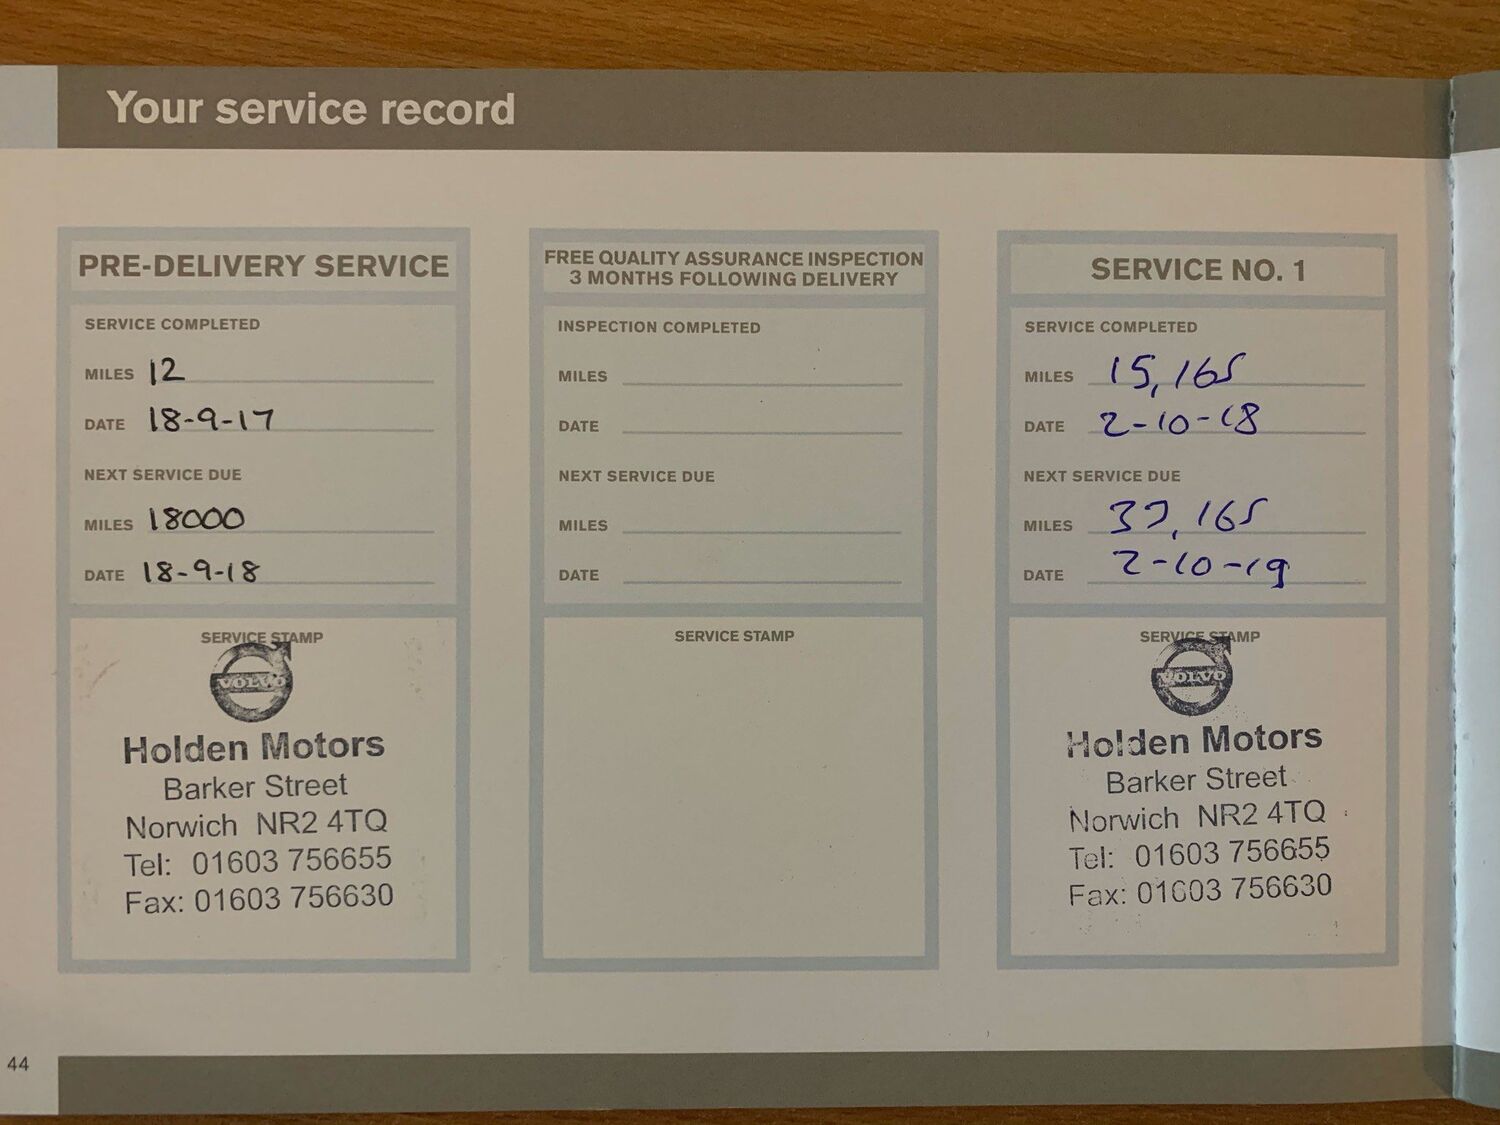 Your service record
PRE-DELIVERY SERVICE
SERVICE COMPLETED
MILES 12
DATE 18-9-17
NEXT SERVICE DUE
MILES 18000
DATE 18-9-18
SERVICE STAMP
VOLVO
Holden Motors
Barker Street
Norwich NR2 4TQ
Tel: 01603 756655
Fax: 01603 756630
FREE QUALITY ASSURANCE INSPECTION
3 MONTHS FOLLOWING DELIVERY
INSPECTION COMPLETED
MILES
DATE
NEXT SERVICE DUE
MILES
DATE
SERVICE STAMP
SERVICE NO. 1
SERVICE COMPLETED
MILES 15,165
DATE 2-10-18
NEXT SERVICE DUE
MILES
DATE 2-10-19
SERVICE STAMP
VOLVO
Holden Motors
Barker Street
Norwich NR2 4TQ
Tel: 01603 756655
Fax: 01603 756630
44